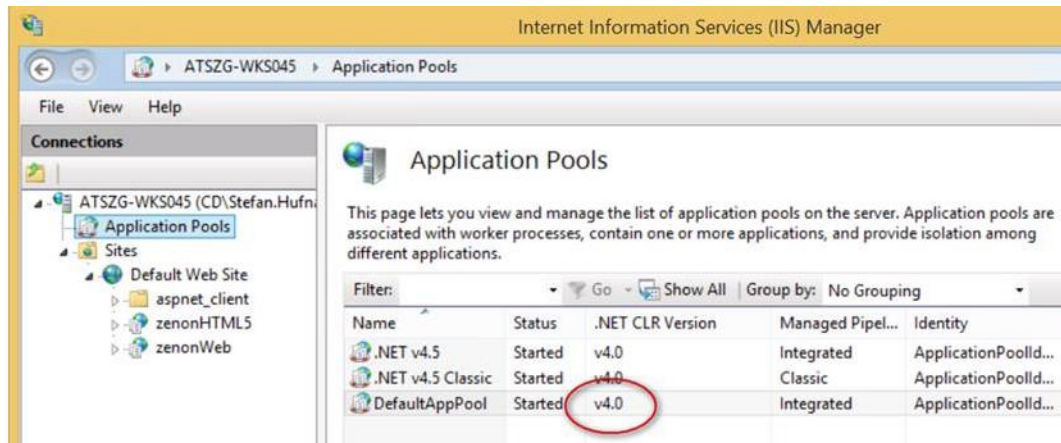 Internet Information Services (IIS) Manager
ATSZG-WKS045 Application Pools
File View Help
Connections
ATSZG-WKS045 (CD\Stefan.Hufna
Application Pools
Sites
Default Web Site
aspnet_client
zenonHTML5
zenonWeb
Application Pools
This page lets you view and manage the list of application pools on the server. Application pools are
associated with worker processes, contain one or more applications, and provide isolation among
different applications.
Filter: Go Show All Group by: No Grouping
Name Status .NET CLR Version Managed Pipel... Identity
.NET v4.5 Started v4.0 Integrated ApplicationPoolId...
.NET v4.5 Classic Started v4.0 Classic ApplicationPoolId...
DefaultAppPool Started v4.0 Integrated ApplicationPoolId...